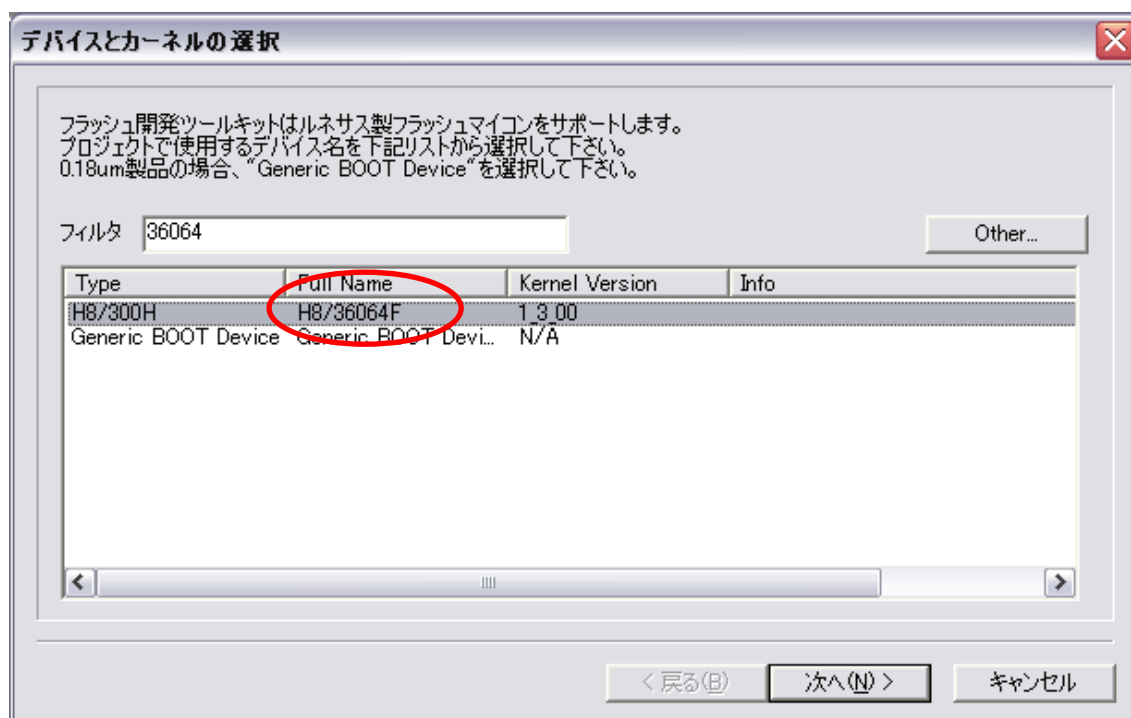 デバイスとカーネルの選択
フラッシュ開発ツールキットはルネサス製フラッシュマイコンをサポートします。
プロジェクトで使用するデバイス名を下記リストから選択して下さい。
0.18um製品の場合、“Generic BOOT Device”を選択して下さい。
フィルタ 36064 Other...
Type Full Name Kernel Version Info
H8/300H H8/36064F 1_3_00
Generic BOOT Device Generic BOOT Devi... N/A
< 戻る(B) 次へ(N) > キャンセル